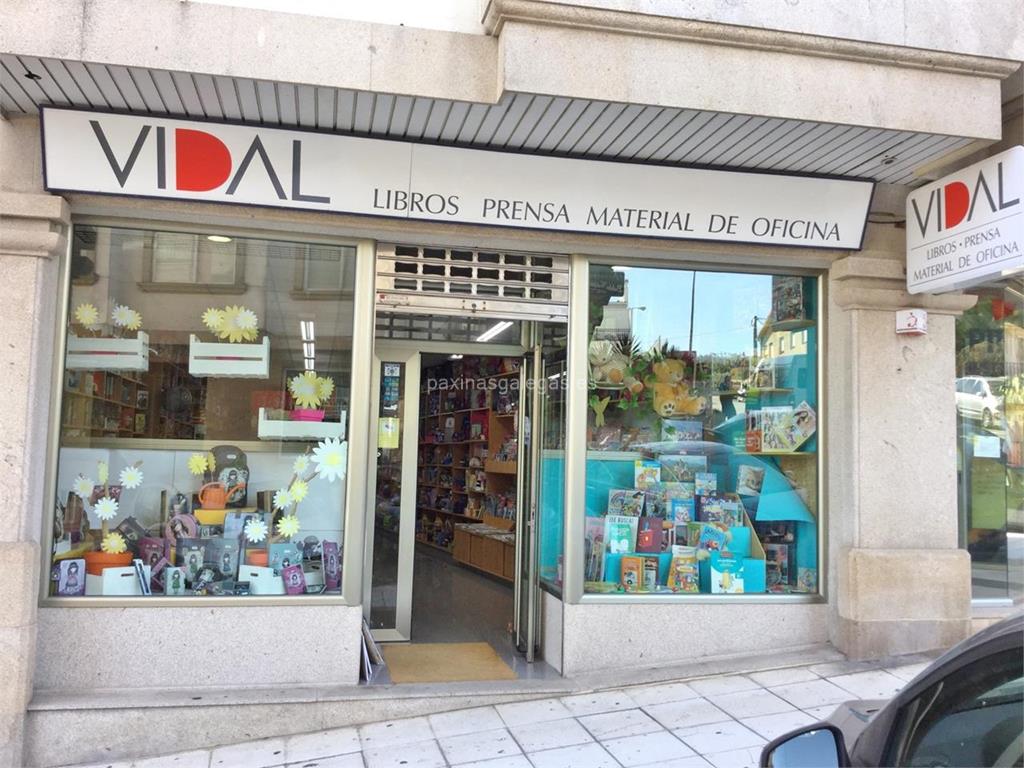 VIDAL
LIBROS PRENSA MATERIAL DE OFICINA
VIDAL
LIBROS · PRENSA
MATERIAL DE OFICINA
paxinasgalegas.es